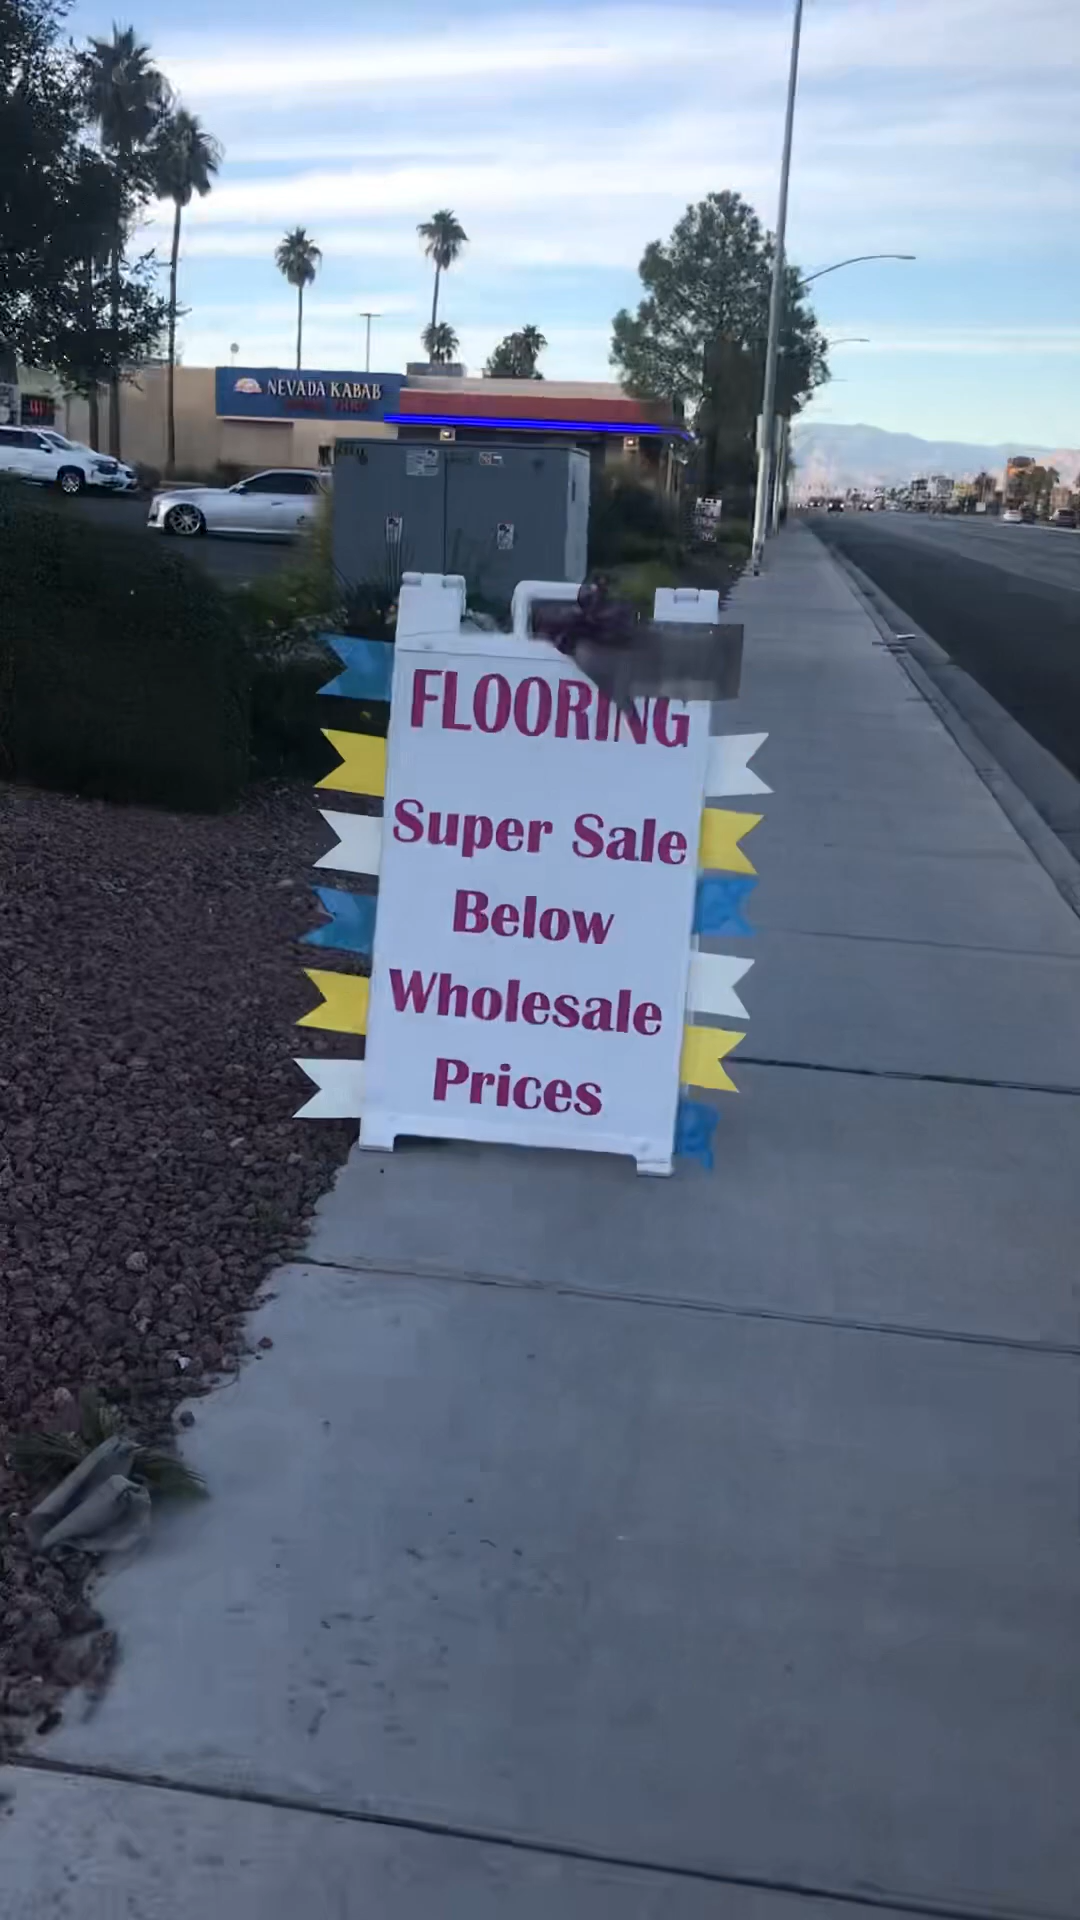 NEVADA KABAB
FLOORING
Super Sale
Below
Wholesale
Prices